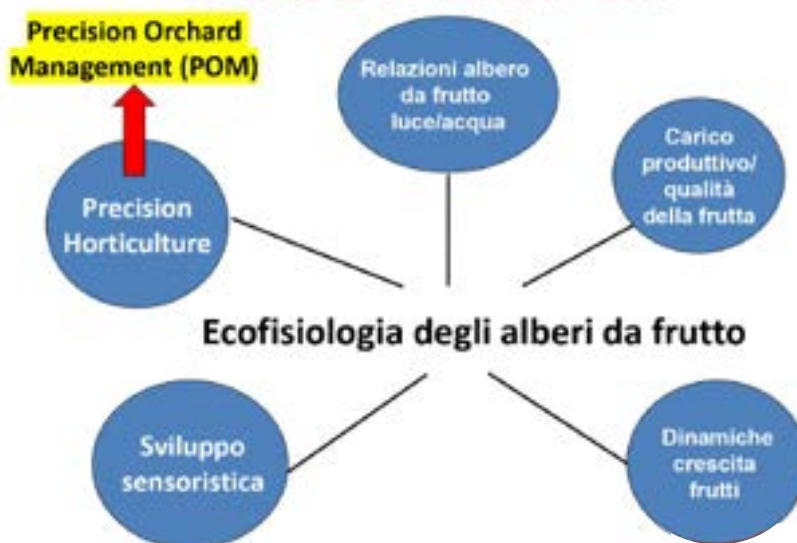 Precision Orchard
Management (POM)
Relazioni albero
da frutto
luce/acqua
Carico
produttivo/
qualità
della frutta
Precision
Horticulture
Ecofisiologia degli alberi da frutto
Sviluppo
sensoristica
Dinamiche
crescita
frutti